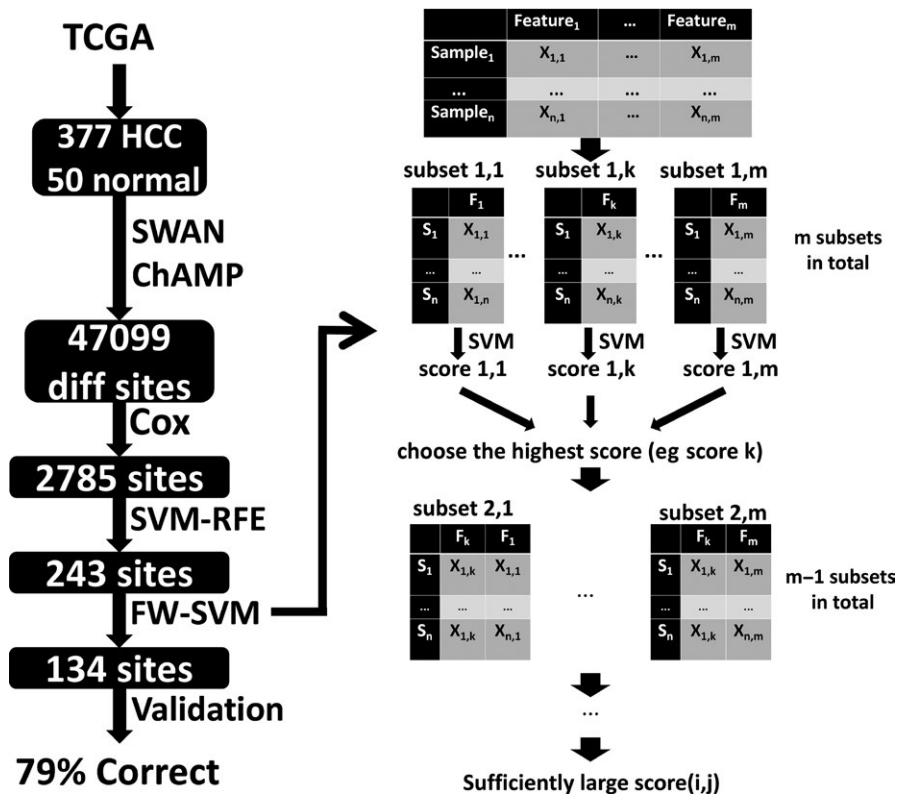 TCGA
377 HCC
50 normal
SWAN
ChAMP
47099
diff sites
Cox
2785 sites
SVM-RFE
243 sites
FW-SVM
134 sites
Validation
79% Correct
Feature₁ ... Featureₘ
Sample₁ X₁,₁ ... X₁,ₘ
... ... ... ...
Sampleₙ Xₙ,₁ ... Xₙ,ₘ
subset 1,1 subset 1,k subset 1,m
F₁ Fₖ Fₘ
S₁ X₁,₁ S₁ X₁,ₖ S₁ X₁,ₘ
... ... ... ... ... ... ... ...
Sₙ X₁,ₙ Sₙ Xₙ,ₖ Sₙ Xₙ,ₘ
m subsets
in total
SVM SVM SVM
score 1,1 score 1,k score 1,m
choose the highest score (eg score k)
subset 2,1 subset 2,m
Fₖ F₁ Fₖ Fₘ
S₁ X₁,ₖ X₁,₁ S₁ X₁,ₖ X₁,ₘ
... ... ... ... ... ... ...
Sₙ X₁,ₖ Xₙ,₁ Sₙ X₁,ₖ Xₙ,ₘ
m−1 subsets
in total
...
Sufficiently large score(i,j)